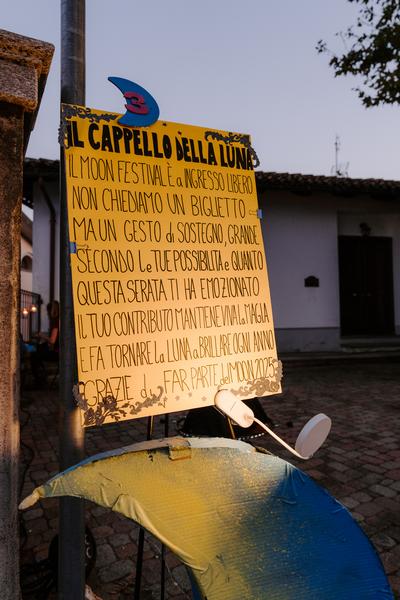 3
IL CAPPELLO DELLA LUNA
IL MOON FESTIVAL È a INGRESSO LIBERO
NON CHIEDIAMO UN BIGLIETTO
MA UN GESTO di SOSTEGNO, GRANDE
SECONDO Le TUE POSSIBILITà e QUANTO
QUESTA SERATA TI HA EMOZIONATO
IL TUO CONTRIBUTO MANTIENE VIVA La MAGIA
E FA TORNARE La LUNA a BRILLARE OGNI ANNO
GRAZIE di FAR PARTE del MOON 2025